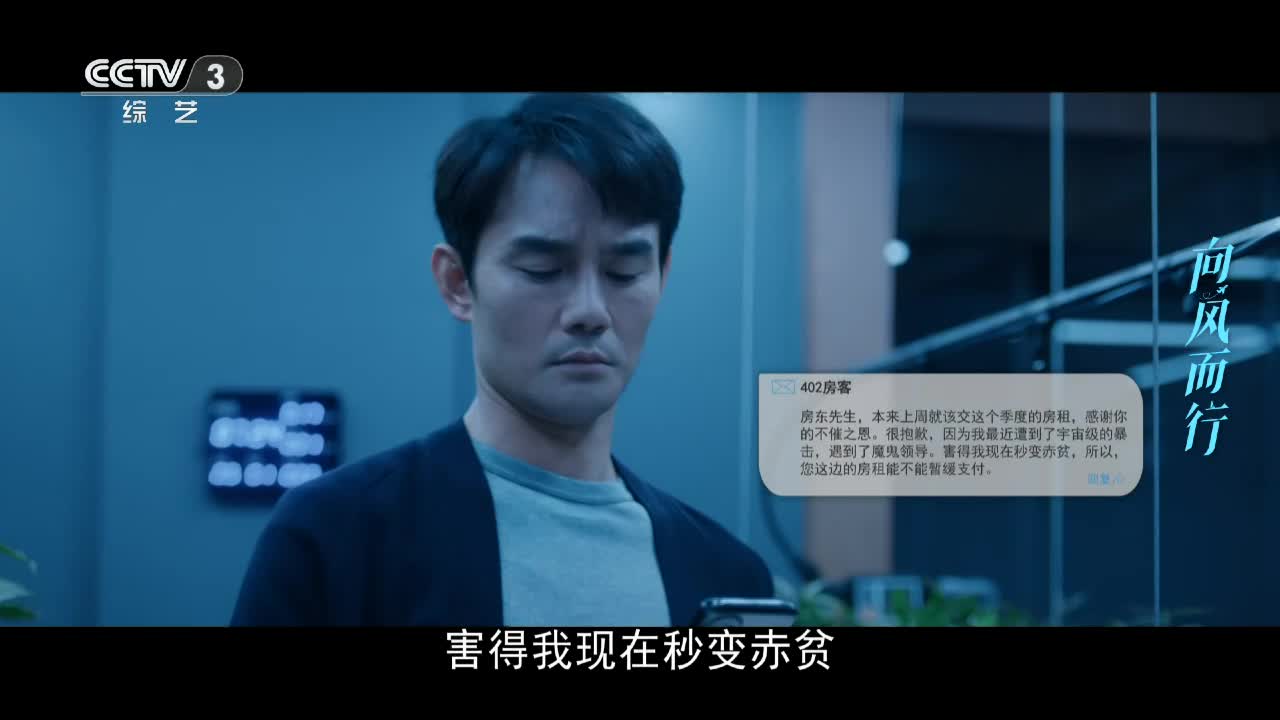 CCTV 3
综艺
向风而行
402房客
房东先生，本来上周就该交这个季度的房租，感谢你
的不催之恩。很抱歉，因为我最近遭到了宇宙级的暴
击，遇到了魔鬼领导。害得我现在秒变赤贫，所以，
您这边的房租能不能暂缓支付。
回复
害得我现在秒变赤贫